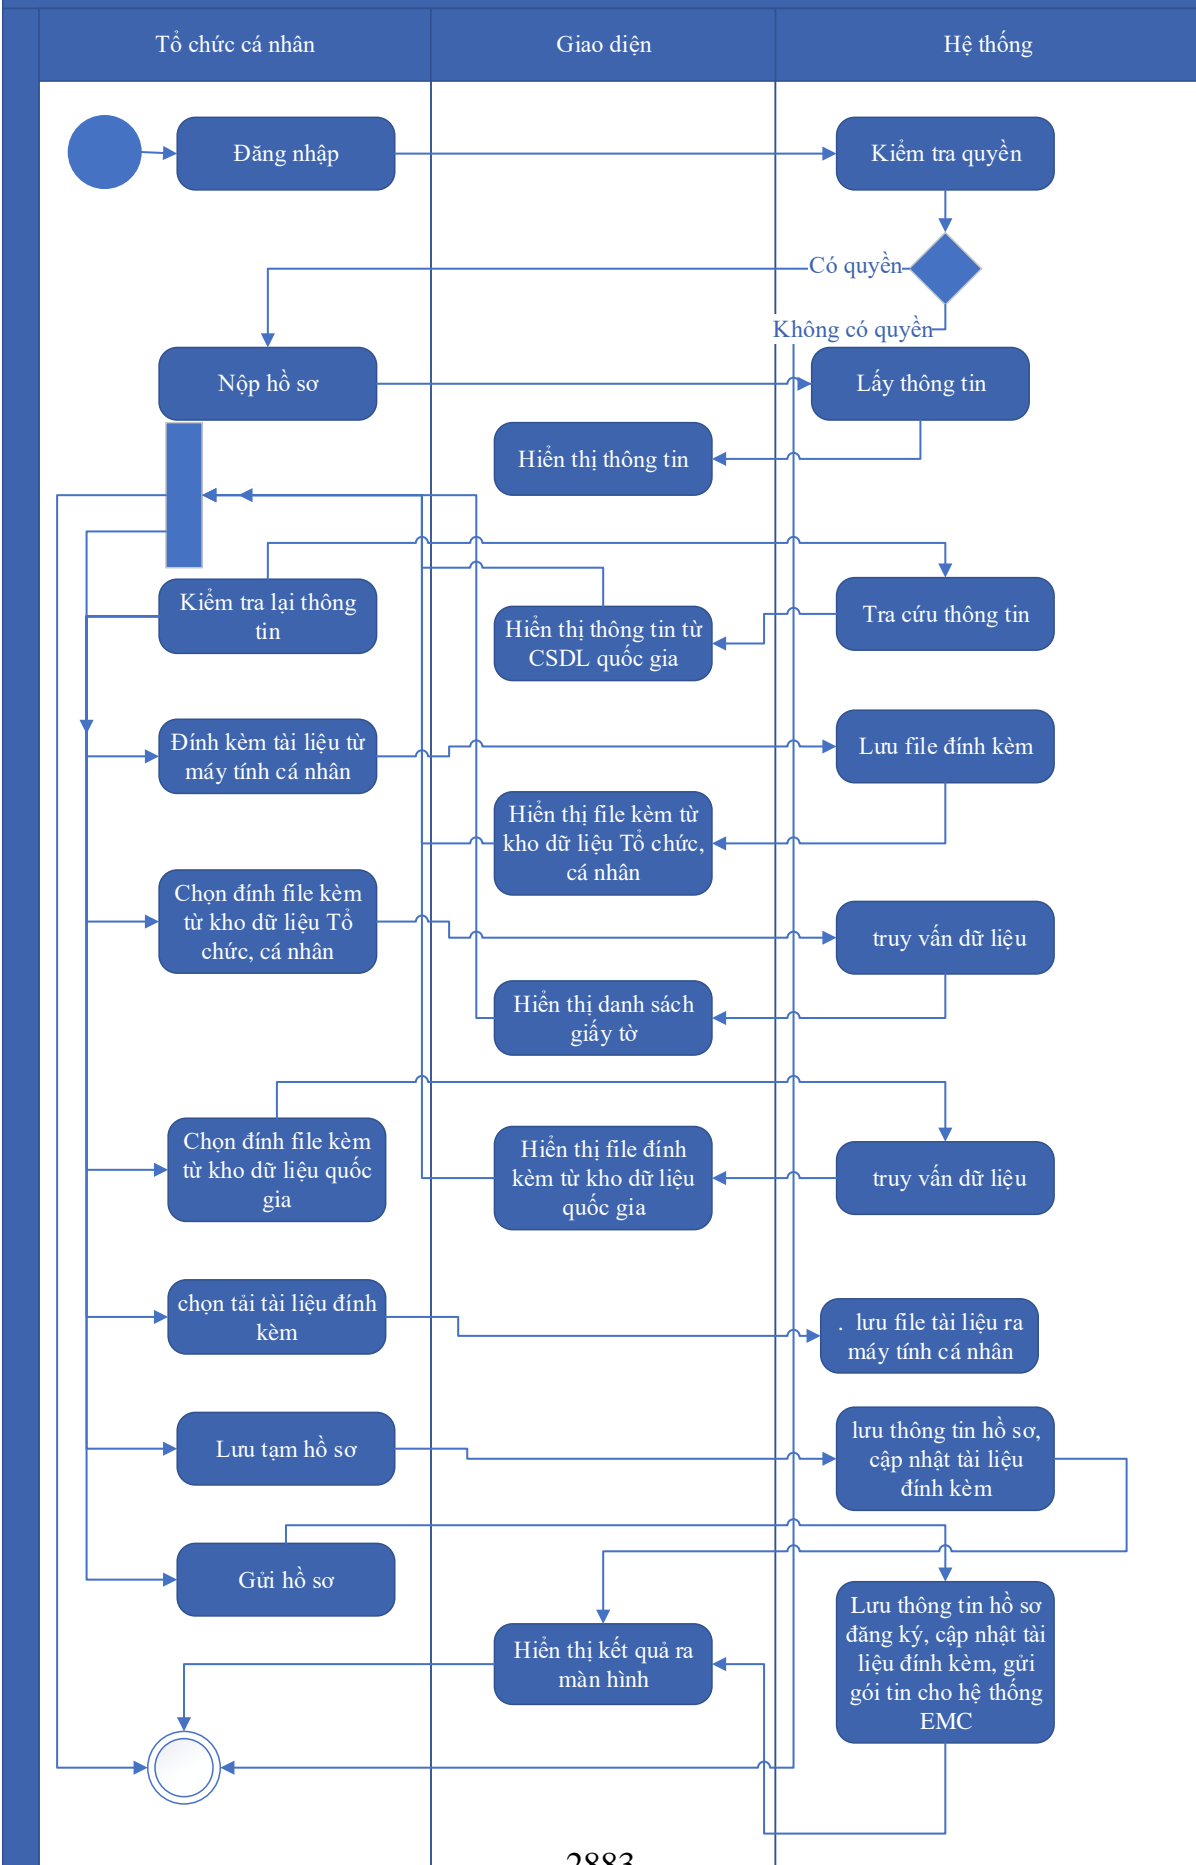 Tổ chức cá nhân
Giao diện
Hệ thống
Đăng nhập
Kiểm tra quyền
Có quyền
Không có quyền
Nộp hồ sơ
Lấy thông tin
Hiển thị thông tin
Kiểm tra lại thông
tin
Tra cứu thông tin
Hiển thị thông tin từ
CSDL quốc gia
Đính kèm tài liệu từ
máy tính cá nhân
Lưu file đính kèm
Hiển thị file kèm từ
kho dữ liệu Tổ chức,
cá nhân
Chọn đính file kèm
từ kho dữ liệu Tổ
chức, cá nhân
truy vấn dữ liệu
Hiển thị danh sách
giấy tờ
Chọn đính file kèm
từ kho dữ liệu quốc
gia
Hiển thị file đính
kèm từ kho dữ liệu
quốc gia
truy vấn dữ liệu
chọn tải tài liệu đính
kèm
. lưu file tài liệu ra
máy tính cá nhân
Lưu tạm hồ sơ
lưu thông tin hồ sơ,
cập nhật tài liệu
đính kèm
Gửi hồ sơ
Lưu thông tin hồ sơ
đăng ký, cập nhật tài
liệu đính kèm, gửi
gói tin cho hệ thống
EMC
Hiển thị kết quả ra
màn hình
2883